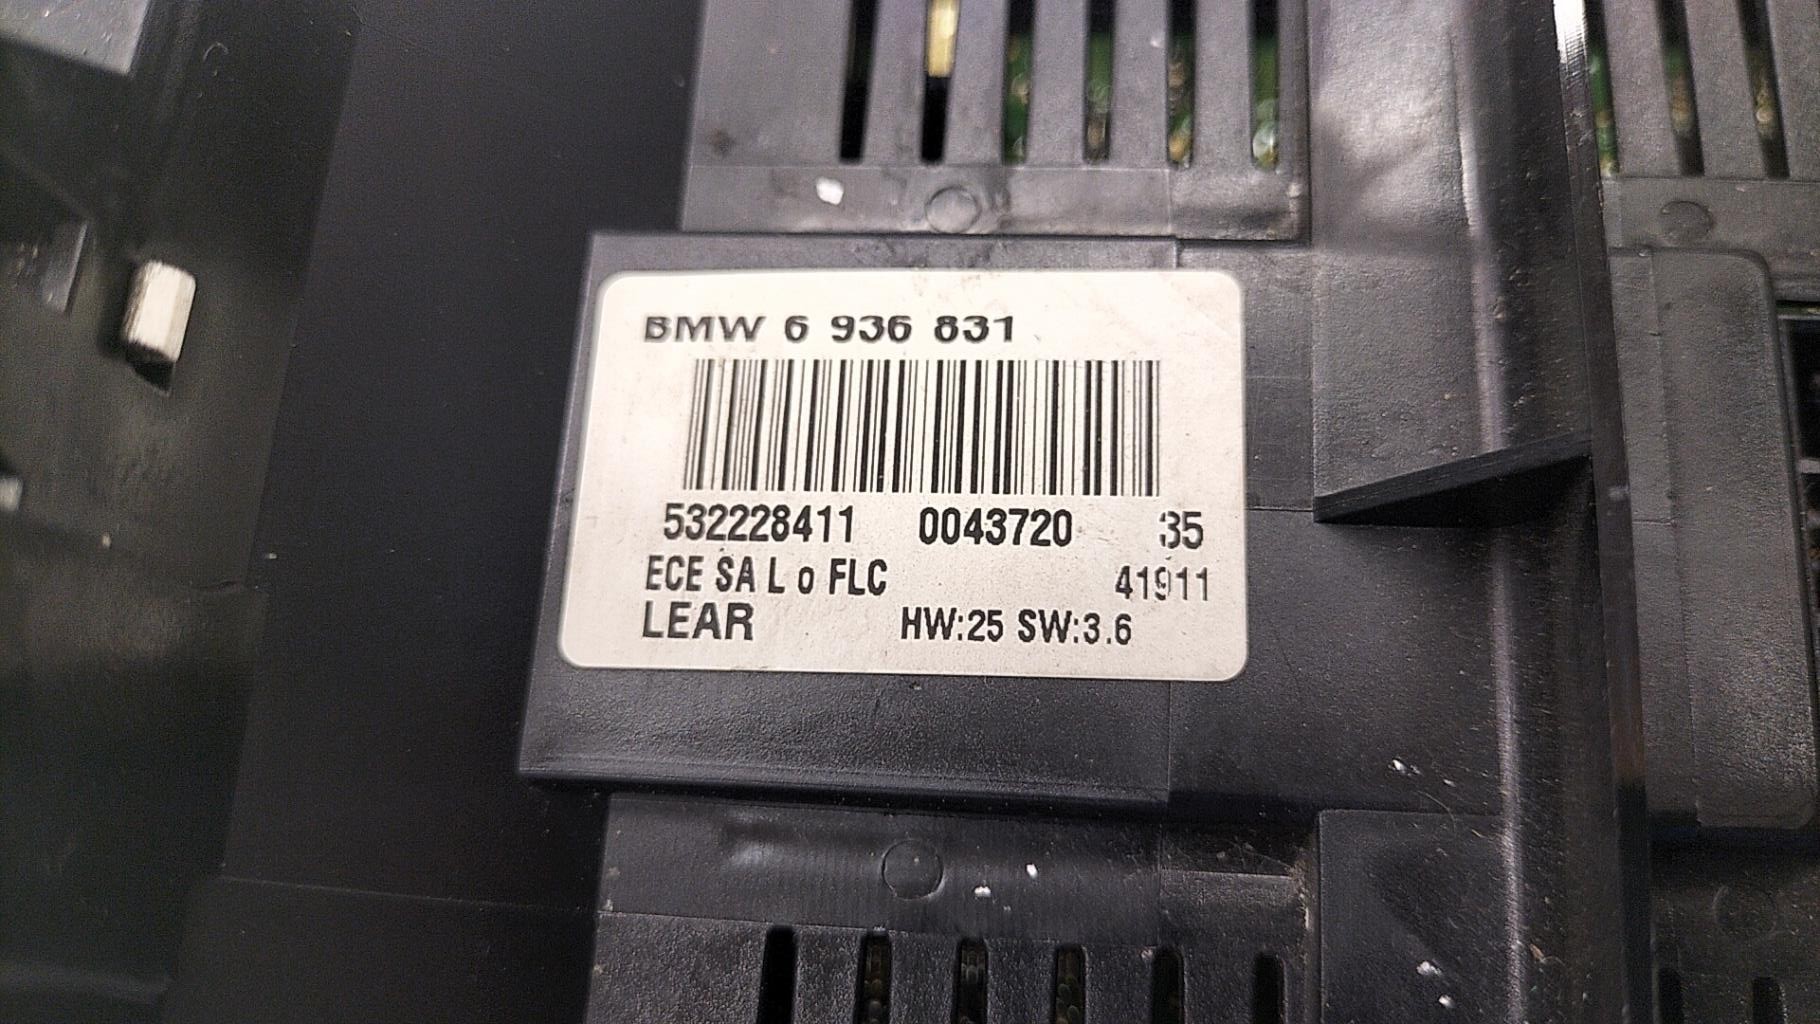 BMW 6 936 831
532228411 0043720 35
ECE SA L o FLC 41911
LEAR HW:25 SW:3.6